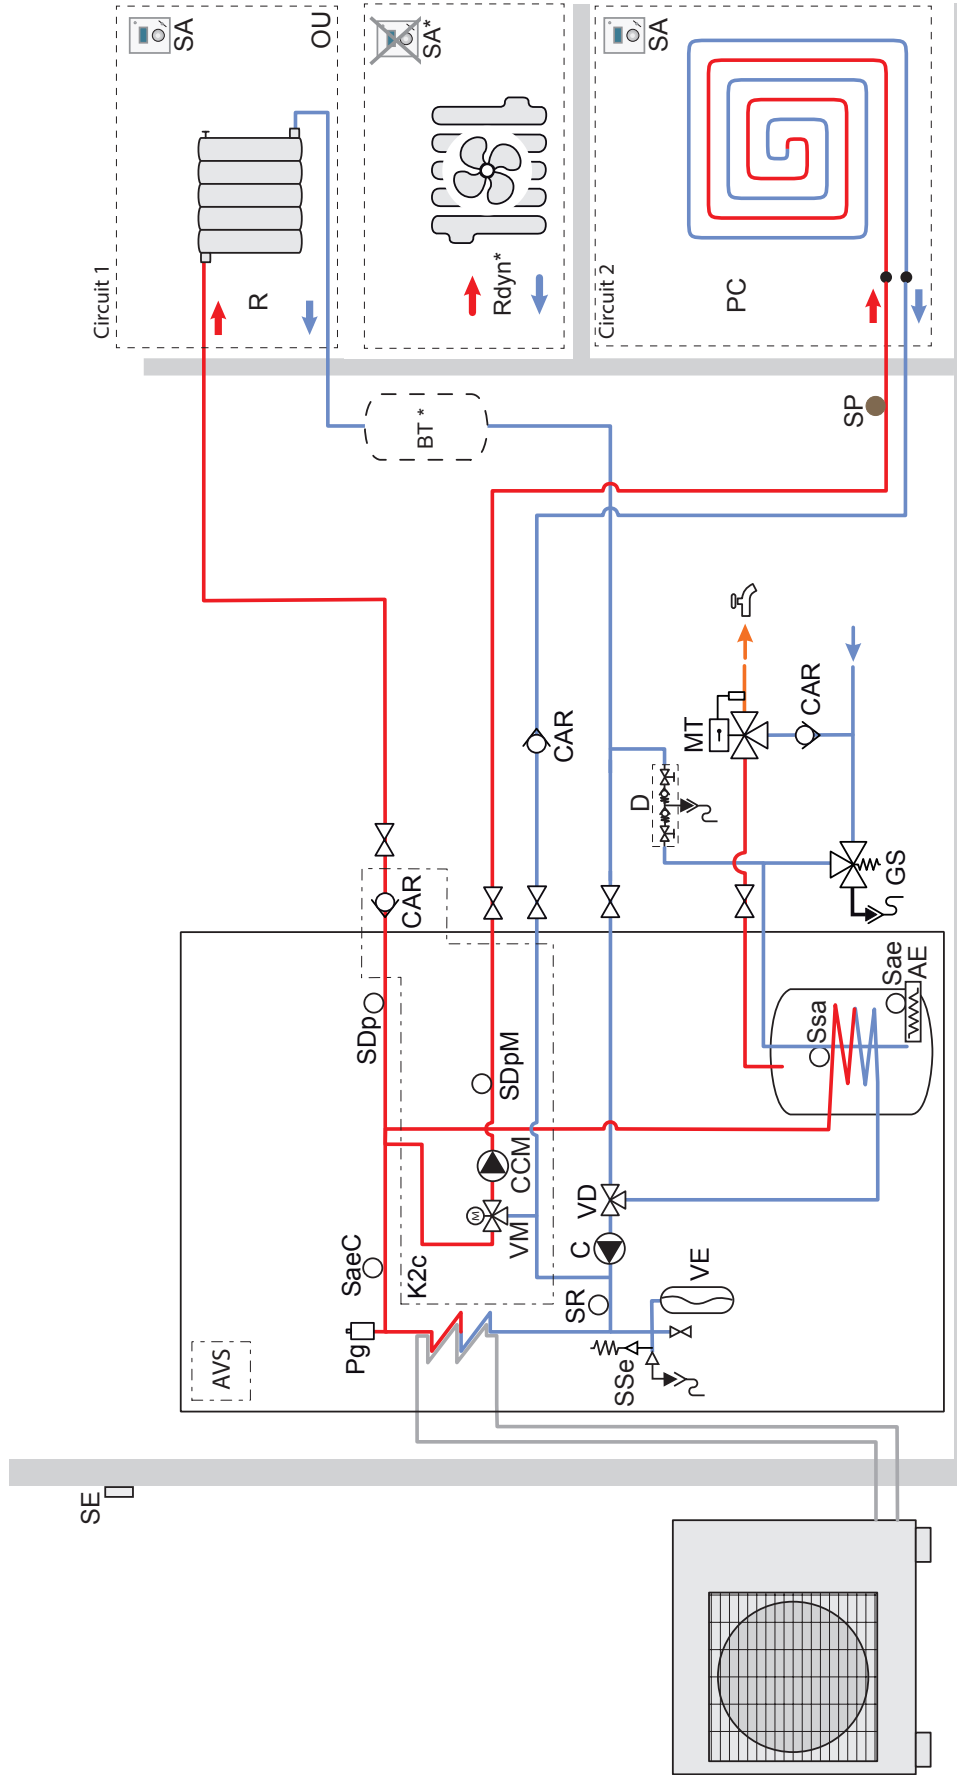 Circuit 1
SA
OU
R
SA*
Rdyn*
Circuit 2
SA
PC
BT *
SP
CAR
MT
CAR
D
GS
CAR
SDp
SDpM
Ssa
Sae
AE
CCM
M
VM
VD
C
SaeC
K2c
SR
VE
Pg
SSe
AVS
SE